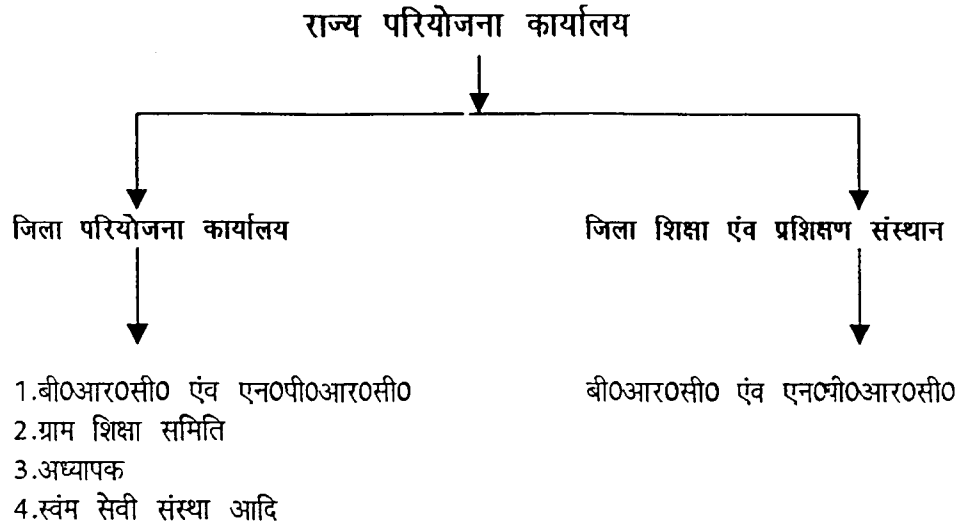 राज्य परियोजना कार्यालय
जिला परियोजना कार्यालय
जिला शिक्षा एंव प्रशिक्षण संस्थान
1.बी0आर0सी0 एंव एन0पी0आर0सी0
2.ग्राम शिक्षा समिति
3.अध्यापक
4.स्वंम सेवी संस्था आदि
बी0आर0सी0 एंव एन0पी0आर0सी0